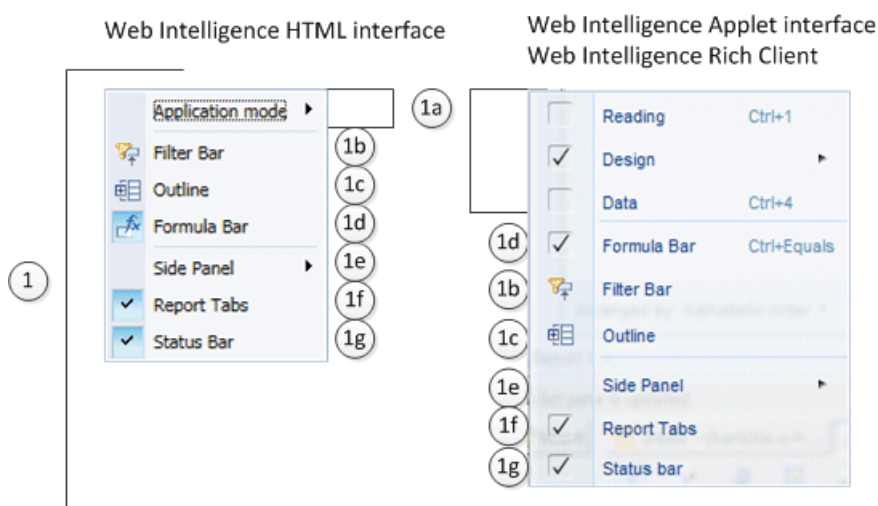 Web Intelligence HTML interface
Web Intelligence Applet interface
Web Intelligence Rich Client
1
Application mode
1a
1b
Filter Bar
1c
Outline
1d
Formula Bar
1e
Side Panel
1f
Report Tabs
1g
Status Bar
Reading Ctrl+1
Design
Data Ctrl+4
1d Formula Bar Ctrl+Equals
1b Filter Bar
1c Outline
1e Side Panel
1f Report Tabs
1g Status bar